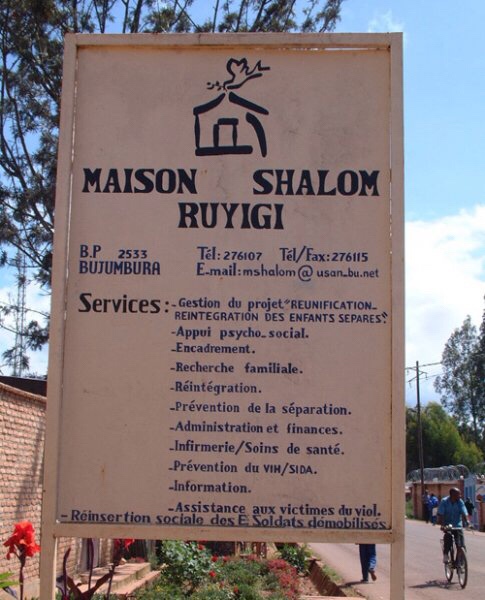 MAISON SHALOM
RUYIGI
B.P 2533
BUJUMBURA
Tél: 276107 Tél/Fax: 276115
E-mail: mshalom@usan-bu.net
Services:
-Gestion du projet "REUNIFICATION_
REINTEGRATION DES ENFANTS SEPARES"
-Appui psycho-social.
-Encadrement.
-Recherche familiale.
-Réintégration.
-Prévention de la séparation.
-Administration et finances.
-Infirmerie/Soins de santé.
-Prévention du VIH/SIDA.
-Information.
-Assistance aux victimes du viol.
-Réinsertion sociale des E. Soldats démobilisés